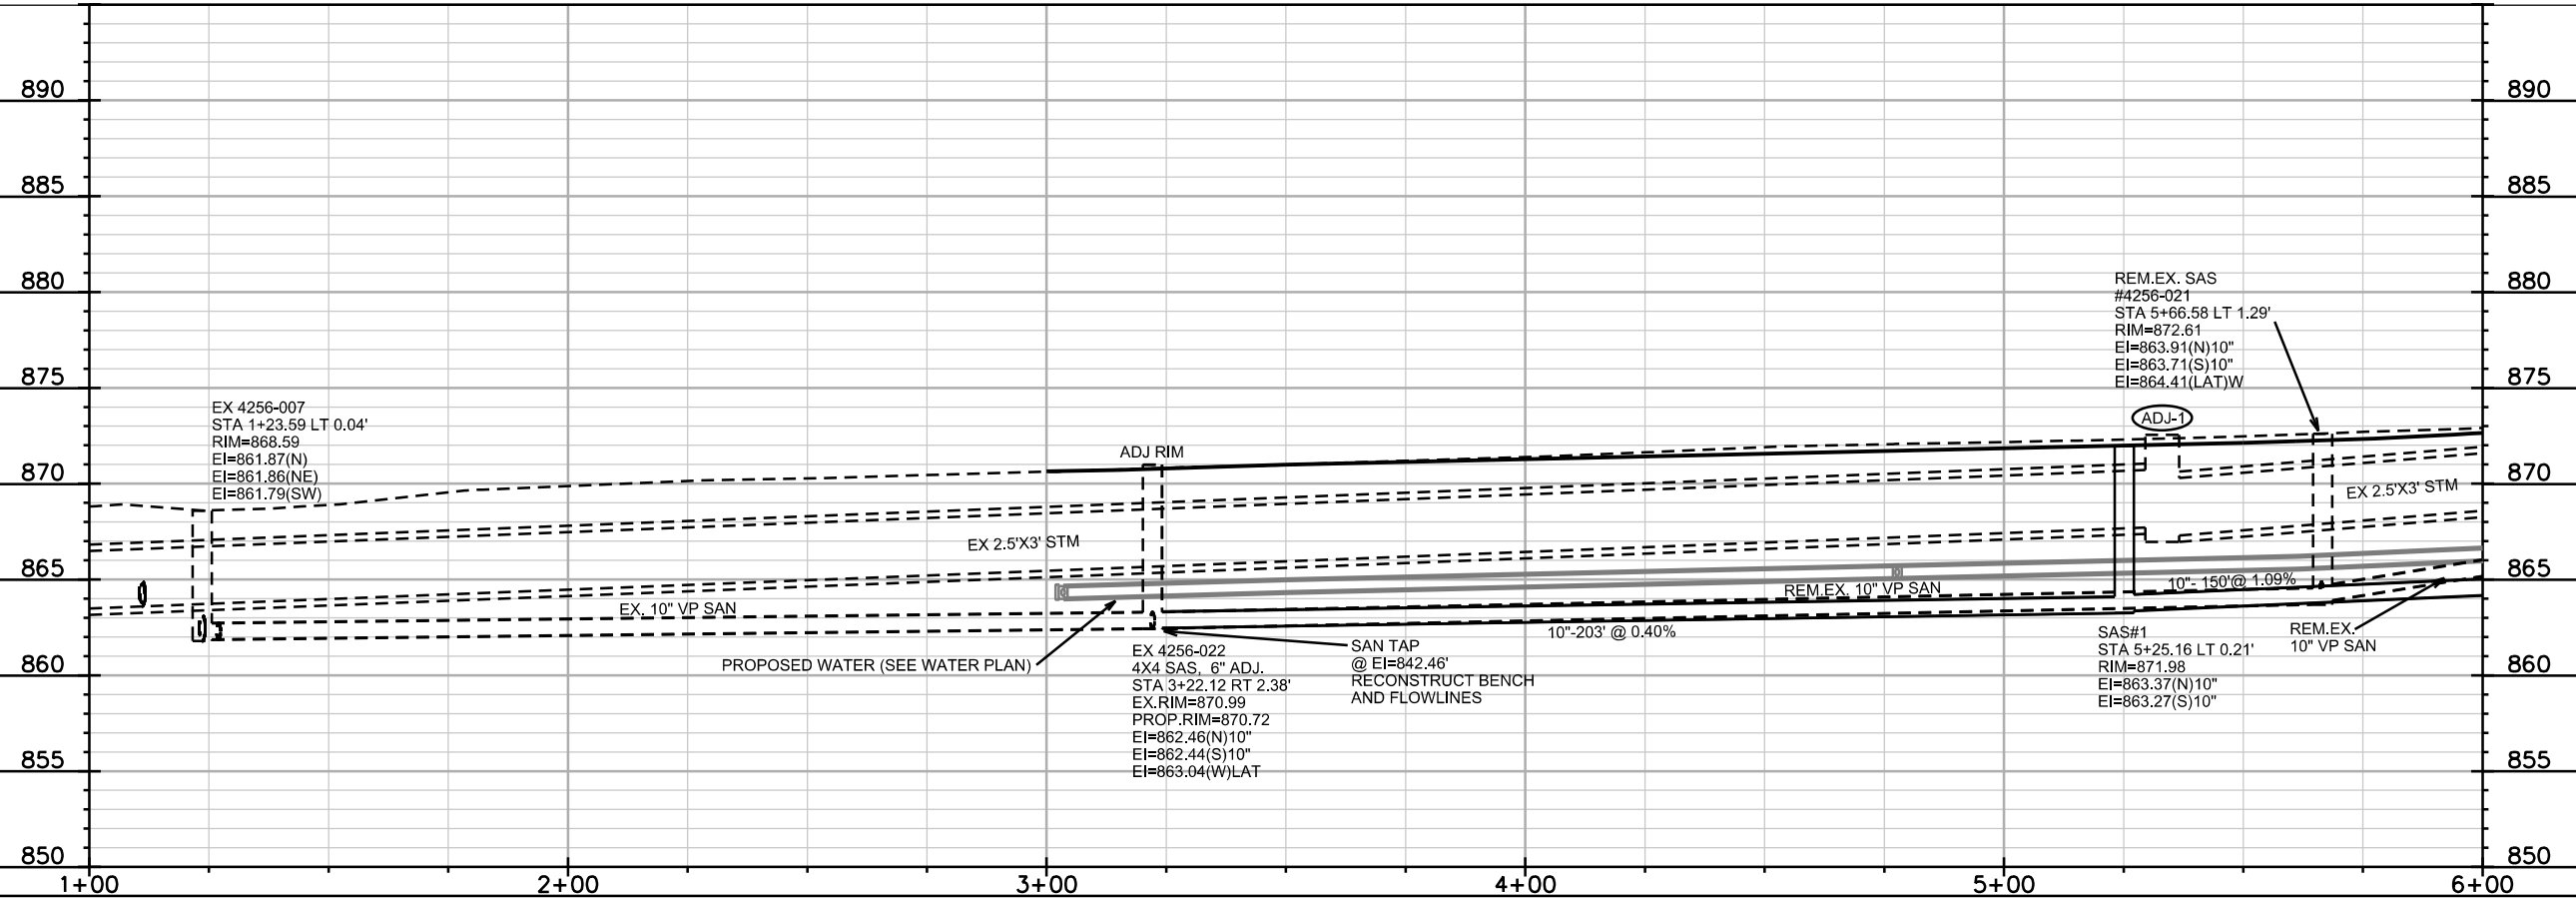 890
890
885
885
880
880
875
875
870
870
865
865
860
860
855
855
850
850
1+00
2+00
3+00
4+00
5+00
6+00
EX 4256-007
STA 1+23.59 LT 0.04'
RIM=868.59
EI=861.87(N)
EI=861.86(NE)
EI=861.79(SW)
EX. 10" VP SAN
EX 2.5'X3' STM
ADJ RIM
PROPOSED WATER (SEE WATER PLAN)
EX 4256-022
4X4 SAS, 6" ADJ.
STA 3+22.12 RT 2.38'
EX.RIM=870.99
PROP.RIM=870.72
EI=862.46(N)10"
EI=862.44(S)10"
EI=863.04(W)LAT
SAN TAP
@ EI=842.46'
RECONSTRUCT BENCH
AND FLOWLINES
10"-203' @ 0.40%
REM.EX. 10" VP SAN
REM.EX. SAS
#4256-021
STA 5+66.58 LT 1.29'
RIM=872.61
EI=863.91(N)10"
EI=863.71(S)10"
EI=864.41(LAT)W
ADJ-1
EX 2.5'X3' STM
10"- 150'@ 1.09%
SAS#1
STA 5+25.16 LT 0.21'
RIM=871.98
EI=863.37(N)10"
EI=863.27(S)10"
REM.EX.
10" VP SAN